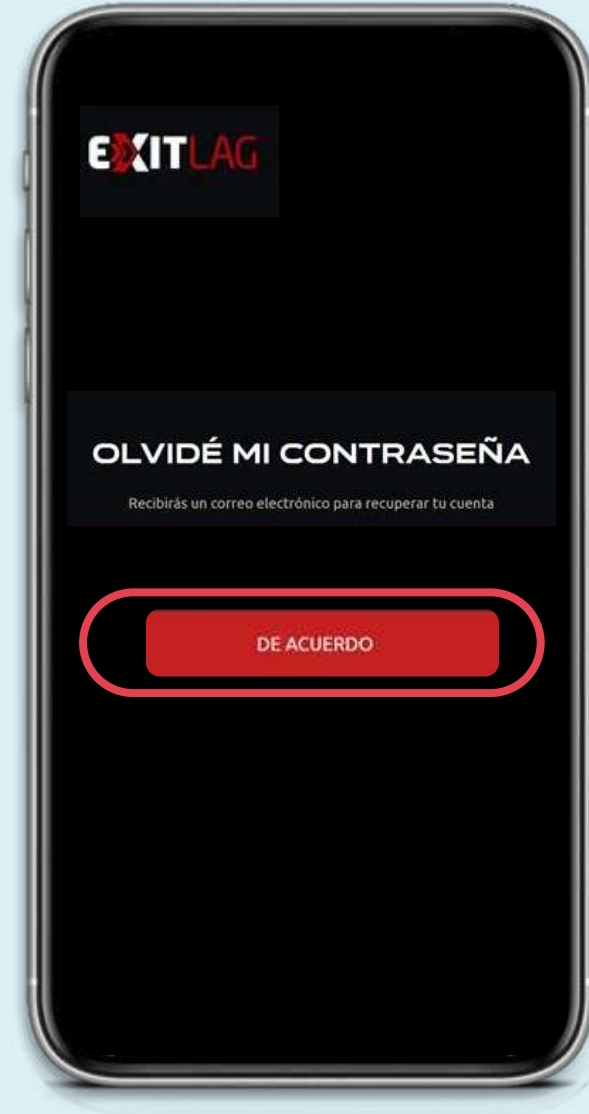 EXITLAG
OLVIDÉ MI CONTRASEÑA
Recibirás un correo electrónico para recuperar tu cuenta
DE ACUERDO